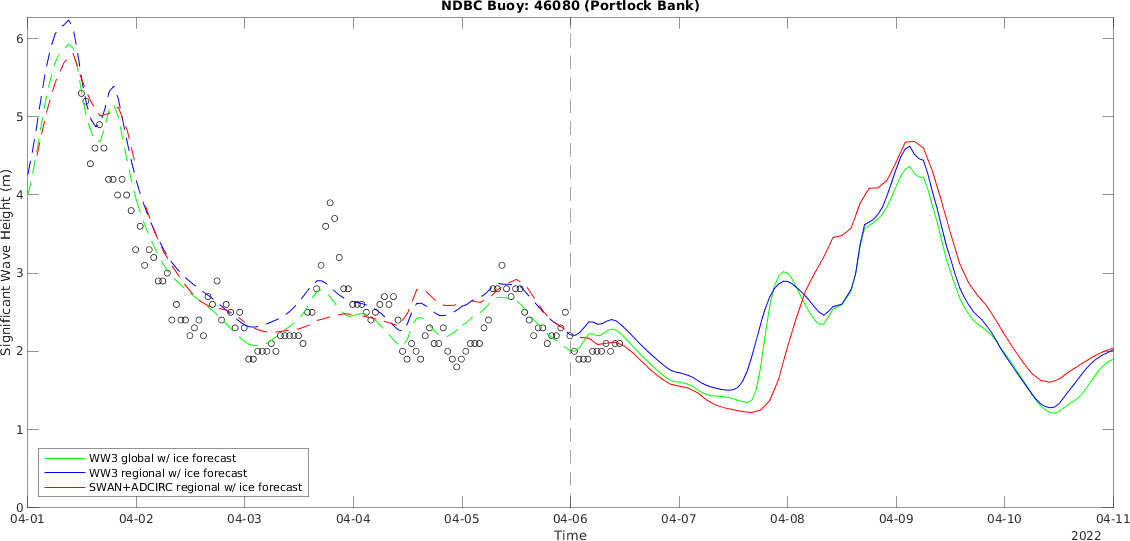 NDBC Buoy: 46080 (Portlock Bank)
Significant Wave Height (m)
6
5
4
3
2
1
0
WW3 global w/ ice forecast
WW3 regional w/ ice forecast
SWAN+ADCIRC regional w/ ice forecast
04-01 04-02 04-03 04-04 04-05 04-06 04-07 04-08 04-09 04-10 04-11
Time
2022